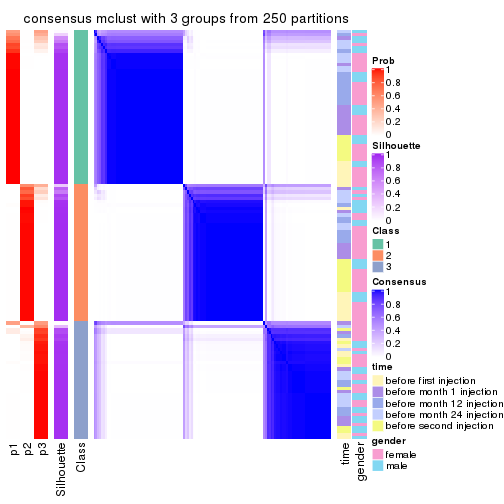 consensus mclust with 3 groups from 250 partitions
Prob
1
0.8
0.6
0.4
0.2
0
Silhouette
1
0.8
0.6
0.4
0.2
0
Class
1
2
3
Consensus
1
0.8
0.6
0.4
0.2
0
time
before first injection
before month 1 injection
before month 12 injection
before month 24 injection
before second injection
gender
female
male
p1
p2
p3
Silhouette
Class
time
gender